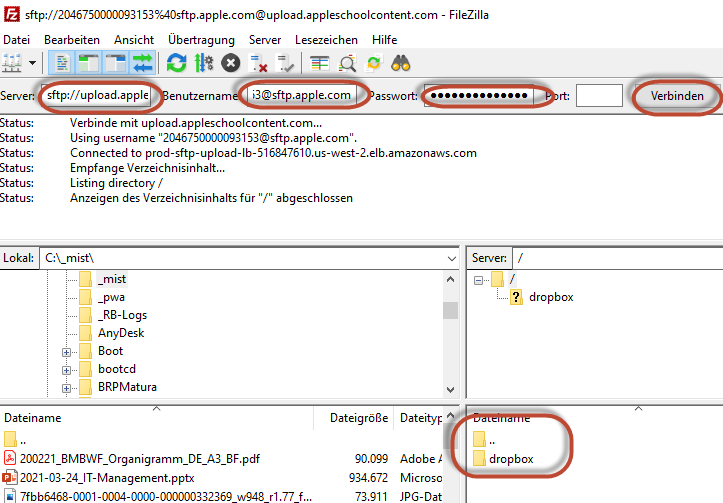 sftp://2046750000093153%40sftp.apple.com@upload.appleschoolcontent.com - FileZilla
Datei Bearbeiten Ansicht Übertragung Server Lesezeichen Hilfe
Server: sftp://upload.apple Benutzername: i3@sftp.apple.com Passwort: ●●●●●●●●●●●●●● Port: Verbinden
Status: Verbinde mit upload.appleschoolcontent.com...
Status: Using username "2046750000093153@sftp.apple.com".
Status: Connected to prod-sftp-upload-lb-516847610.us-west-2.elb.amazonaws.com
Status: Empfange Verzeichnisinhalt...
Status: Listing directory /
Status: Anzeigen des Verzeichnisinhalts für "/" abgeschlossen
Lokal: C:\_mist\
Server: /
_mist
_pwa
_RB-Logs
AnyDesk
Boot
bootcd
BRPMatura
/
? dropbox
Dateiname Dateigröße Dateityp
..
200221_BMBWF_Organigramm_DE_A3_BF.pdf 90.099 Adobe A
2021-03-24_IT-Management.pptx 934.672 Microso
7fbb6468-0001-0004-0000-000000332369_w948_r1.77_f... 73.911 JPG-Dat
Dateiname
..
dropbox